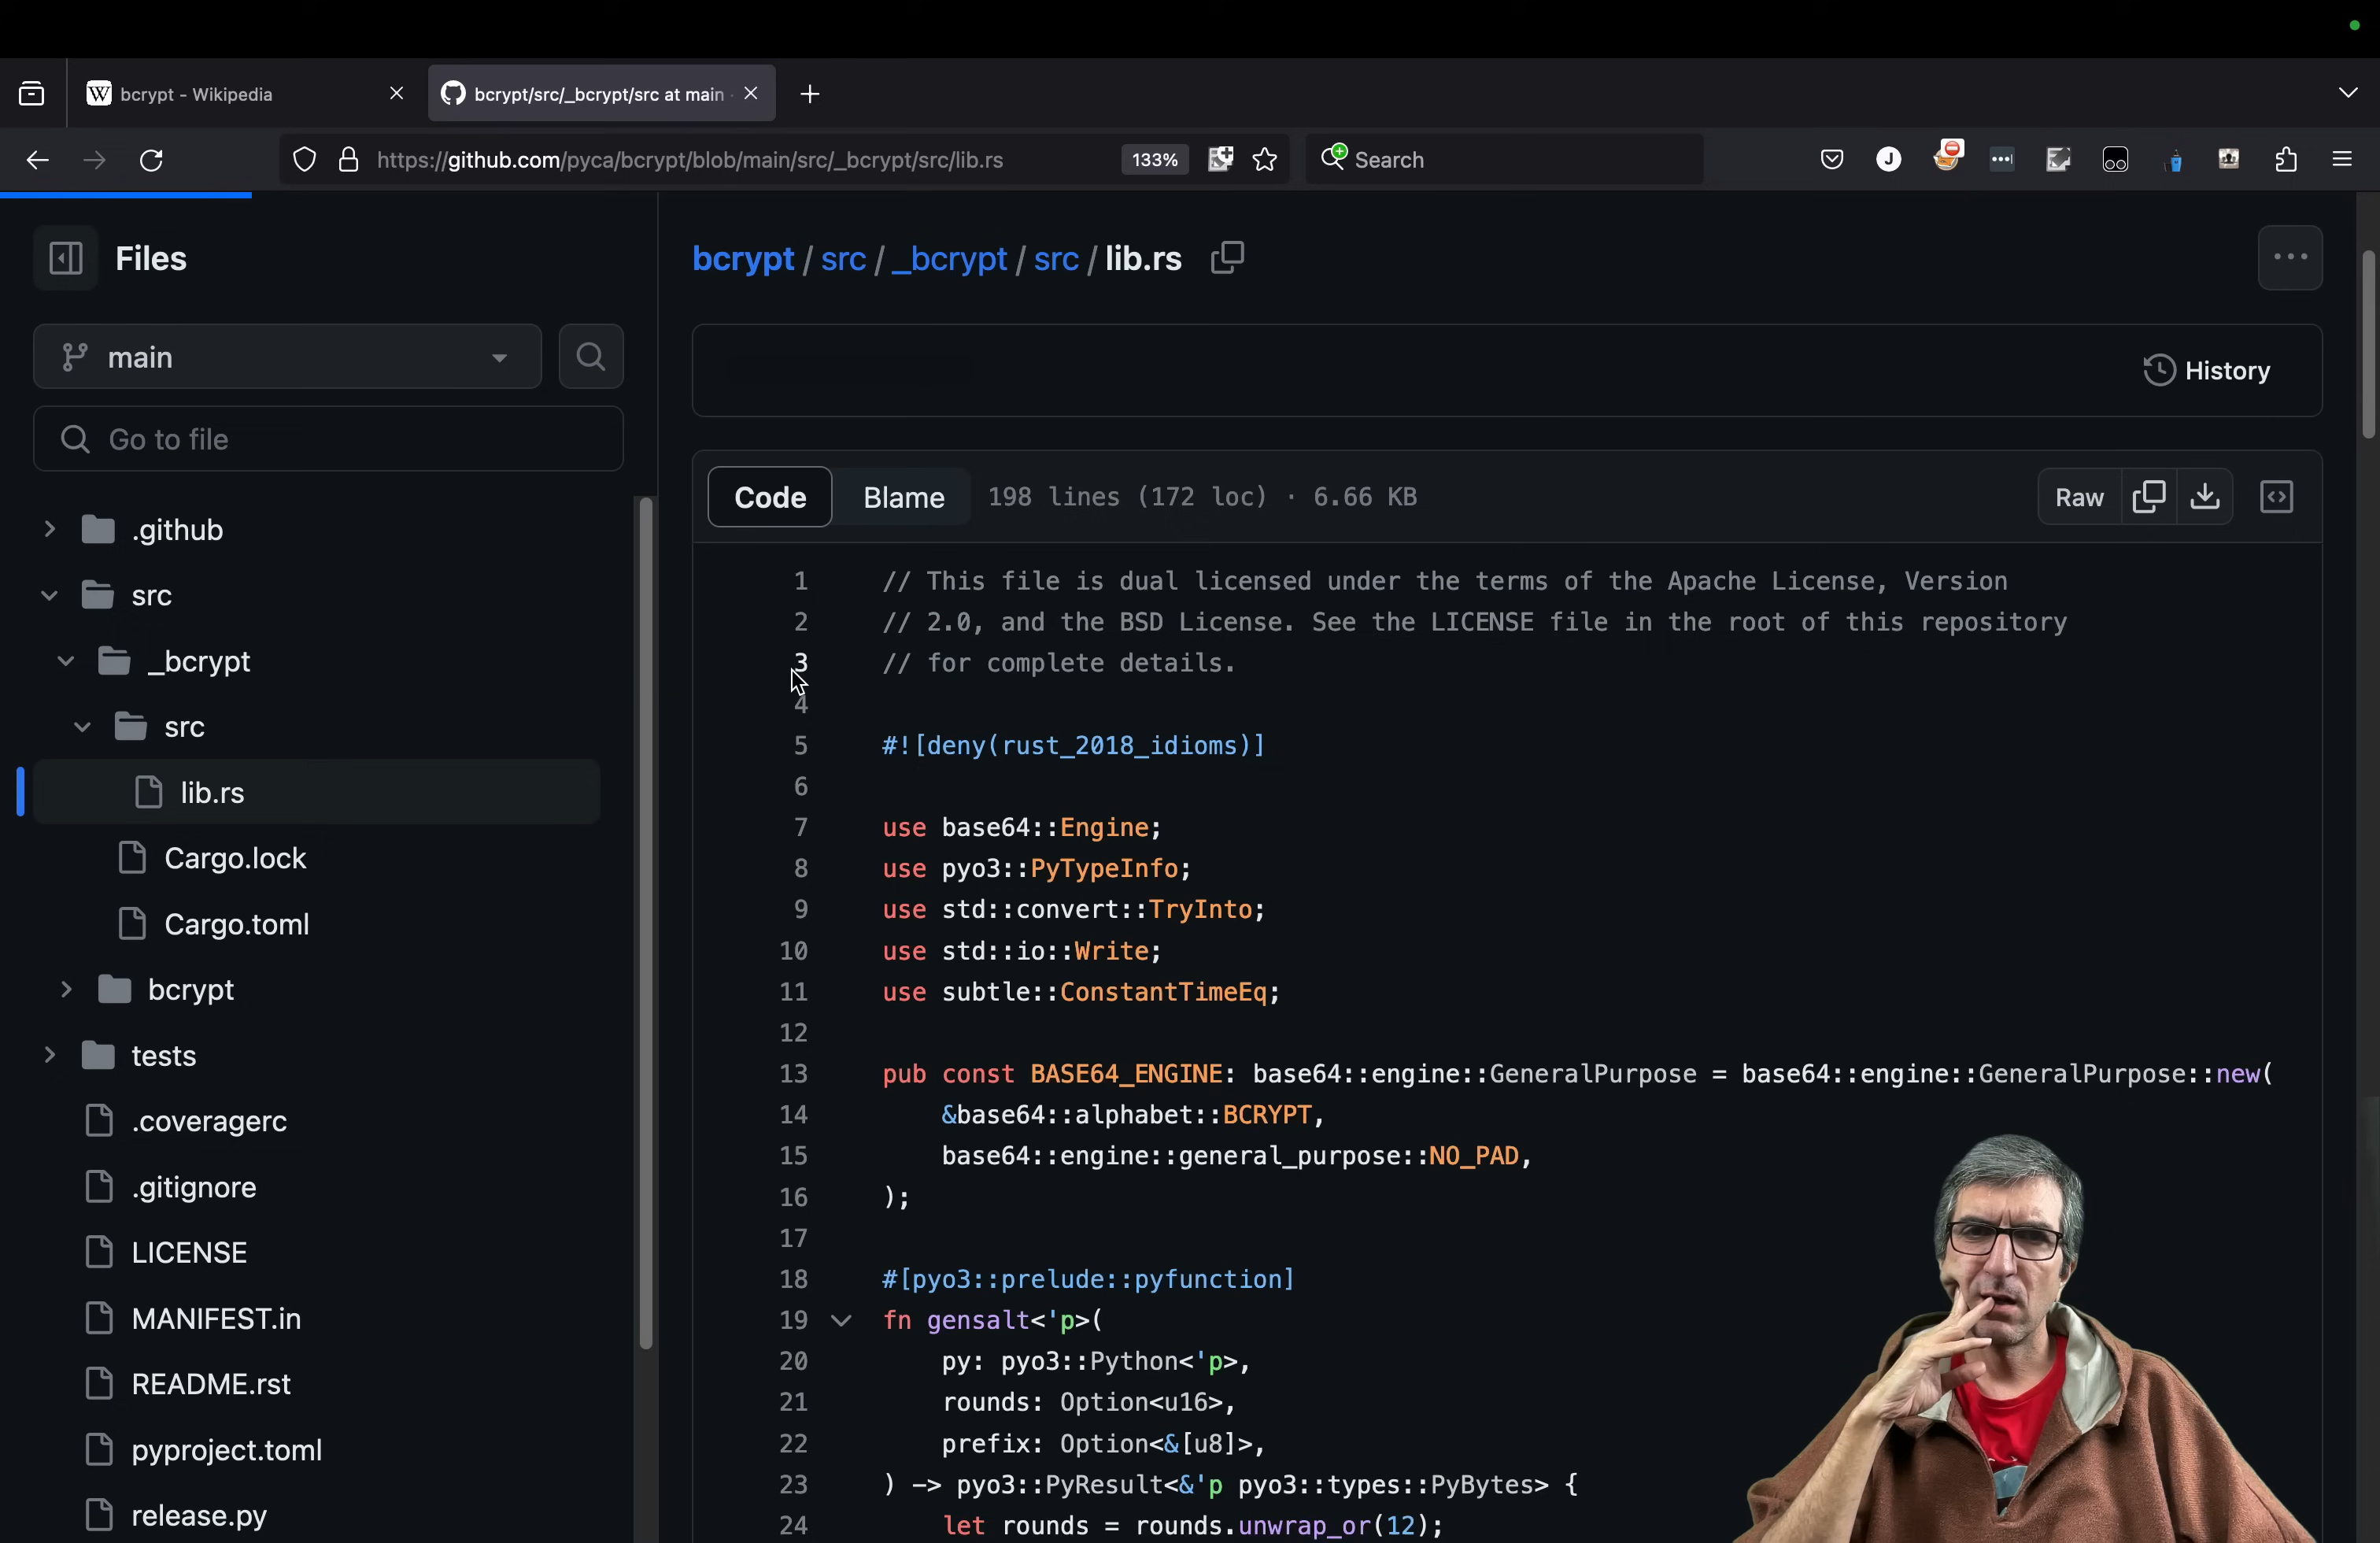 bcrypt - Wikipedia
bcrypt/src/_bcrypt/src at main
https://github.com/pyca/bcrypt/blob/main/src/_bcrypt/src/lib.rs
133%
Search
J
Files
main
Go to file
.github
src
_bcrypt
src
lib.rs
Cargo.lock
Cargo.toml
bcrypt
tests
.coveragerc
.gitignore
LICENSE
MANIFEST.in
README.rst
pyproject.toml
release.py
bcrypt / src / _bcrypt / src / lib.rs
History
Code Blame 198 lines (172 loc) · 6.66 KB
Raw
1 // This file is dual licensed under the terms of the Apache License, Version
2 // 2.0, and the BSD License. See the LICENSE file in the root of this repository
3 // for complete details.
4
5 #![deny(rust_2018_idioms)]
6
7 use base64::Engine;
8 use pyo3::PyTypeInfo;
9 use std::convert::TryInto;
10 use std::io::Write;
11 use subtle::ConstantTimeEq;
12
13 pub const BASE64_ENGINE: base64::engine::GeneralPurpose = base64::engine::GeneralPurpose::new(
14 &base64::alphabet::BCRYPT,
15 base64::engine::general_purpose::NO_PAD,
16 );
17
18 #[pyo3::prelude::pyfunction]
19 fn gensalt<'p>(
20 py: pyo3::Python<'p>,
21 rounds: Option<u16>,
22 prefix: Option<&[u8]>,
23 ) -> pyo3::PyResult<&'p pyo3::types::PyBytes> {
24 let rounds = rounds.unwrap_or(12);